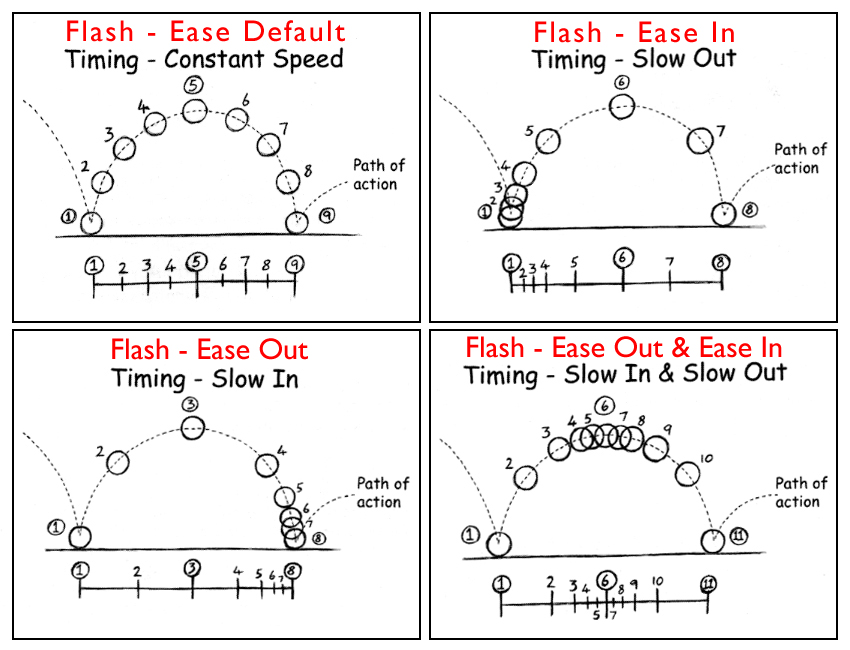 Flash - Ease Default
Timing - Constant Speed
5
4
6
3
7
2
8
Path of
action
1
9
1 2 3 4 5 6 7 8 9
Flash - Ease In
Timing - Slow Out
6
5
7
4
Path of
action
3
2
1
8
1 2 3 4 5 6 7 8
Flash - Ease Out
Timing - Slow In
3
2
4
5
Path of
action
6
7
1
8
1 2 3 4 5 6 7 8
Flash - Ease Out & Ease In
Timing - Slow In & Slow Out
6
4 5 7 8
3
9
2
10
Path of
action
1
11
1 2 3 4 5 6 7 8 9 10 11